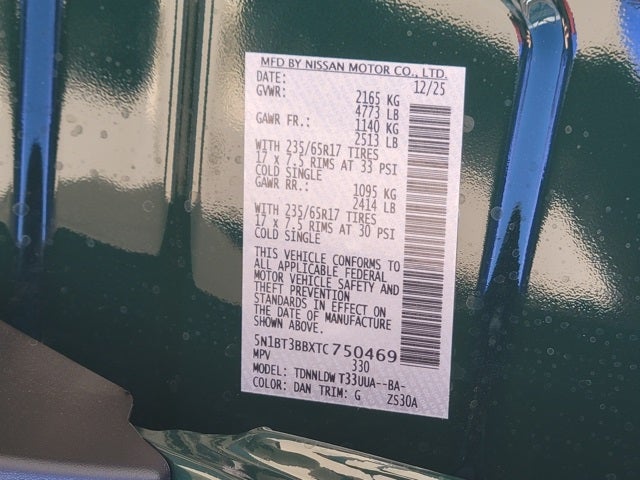 MFD BY NISSAN MOTOR CO., LTD.
DATE: 12/25
GVWR: 2165 KG
4773 LB
GAWR FR.: 1140 KG
2513 LB
WITH 235/65R17 TIRES
17 x 7.5 RIMS AT 33 PSI
COLD SINGLE
GAWR RR.: 1095 KG
2414 LB
WITH 235/65R17 TIRES
17 x 7.5 RIMS AT 30 PSI
COLD SINGLE
THIS VEHICLE CONFORMS TO
ALL APPLICABLE FEDERAL
MOTOR VEHICLE SAFETY AND
THEFT PREVENTION
STANDARDS IN EFFECT ON
THE DATE OF MANUFACTURE
SHOWN ABOVE.
5N1BT3BBXTC750469
MPV 330
MODEL: TDNNLDWT33UUA--BA-
COLOR: DAN TRIM: G ZS30A